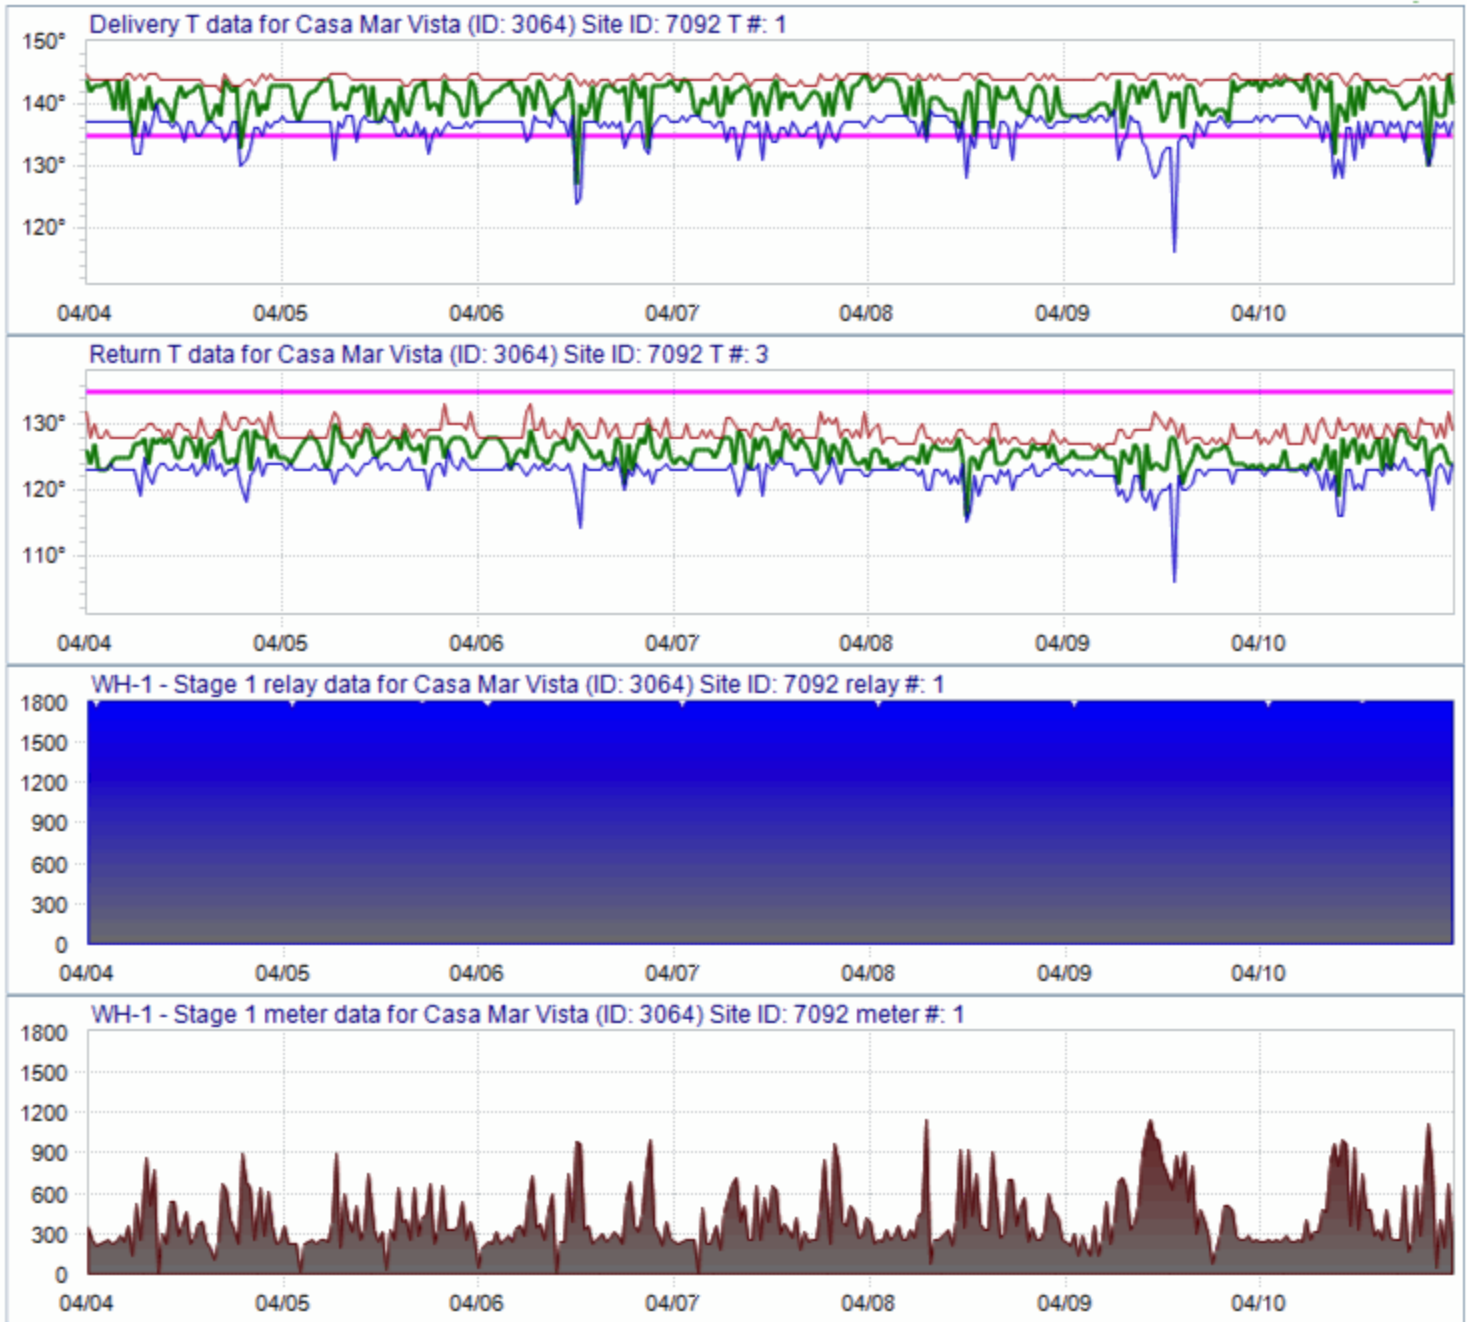 Delivery T data for Casa Mar Vista (ID: 3064) Site ID: 7092 T #: 1
150°
140°
130°
120°
04/04 04/05 04/06 04/07 04/08 04/09 04/10
Return T data for Casa Mar Vista (ID: 3064) Site ID: 7092 T #: 3
130°
120°
110°
04/04 04/05 04/06 04/07 04/08 04/09 04/10
WH-1 - Stage 1 relay data for Casa Mar Vista (ID: 3064) Site ID: 7092 relay #: 1
1800
1500
1200
900
600
300
0
04/04 04/05 04/06 04/07 04/08 04/09 04/10
WH-1 - Stage 1 meter data for Casa Mar Vista (ID: 3064) Site ID: 7092 meter #: 1
1800
1500
1200
900
600
300
0
04/04 04/05 04/06 04/07 04/08 04/09 04/10